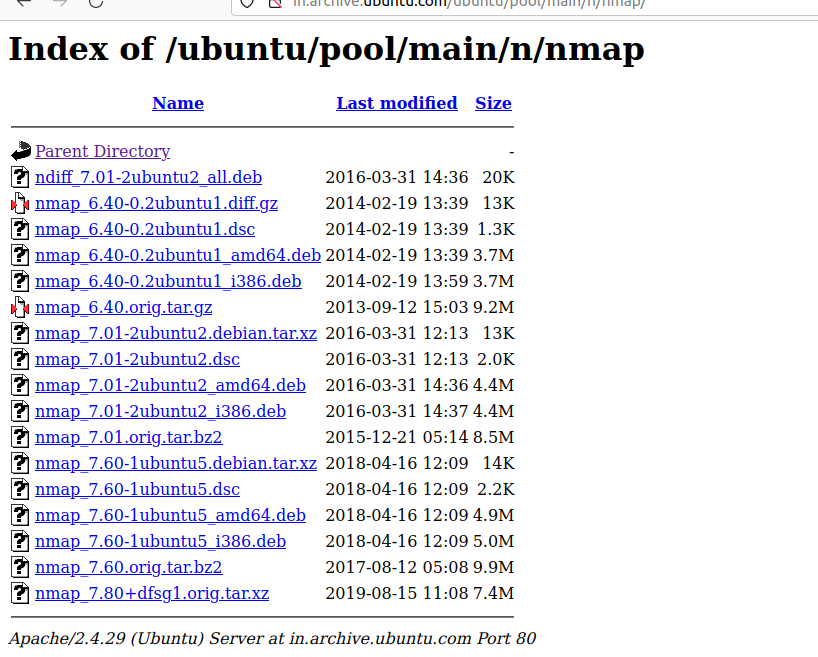 in.archive.ubuntu.com/ubuntu/pool/main/n/nmap/
Index of /ubuntu/pool/main/n/nmap
Name Last modified Size
Parent Directory -
ndiff_7.01-2ubuntu2_all.deb 2016-03-31 14:36 20K
nmap_6.40-0.2ubuntu1.diff.gz 2014-02-19 13:39 13K
nmap_6.40-0.2ubuntu1.dsc 2014-02-19 13:39 1.3K
nmap_6.40-0.2ubuntu1_amd64.deb 2014-02-19 13:39 3.7M
nmap_6.40-0.2ubuntu1_i386.deb 2014-02-19 13:59 3.7M
nmap_6.40.orig.tar.gz 2013-09-12 15:03 9.2M
nmap_7.01-2ubuntu2.debian.tar.xz 2016-03-31 12:13 13K
nmap_7.01-2ubuntu2.dsc 2016-03-31 12:13 2.0K
nmap_7.01-2ubuntu2_amd64.deb 2016-03-31 14:36 4.4M
nmap_7.01-2ubuntu2_i386.deb 2016-03-31 14:37 4.4M
nmap_7.01.orig.tar.bz2 2015-12-21 05:14 8.5M
nmap_7.60-1ubuntu5.debian.tar.xz 2018-04-16 12:09 14K
nmap_7.60-1ubuntu5.dsc 2018-04-16 12:09 2.2K
nmap_7.60-1ubuntu5_amd64.deb 2018-04-16 12:09 4.9M
nmap_7.60-1ubuntu5_i386.deb 2018-04-16 12:09 5.0M
nmap_7.60.orig.tar.bz2 2017-08-12 05:08 9.9M
nmap_7.80+dfsg1.orig.tar.xz 2019-08-15 11:08 7.4M
Apache/2.4.29 (Ubuntu) Server at in.archive.ubuntu.com Port 80